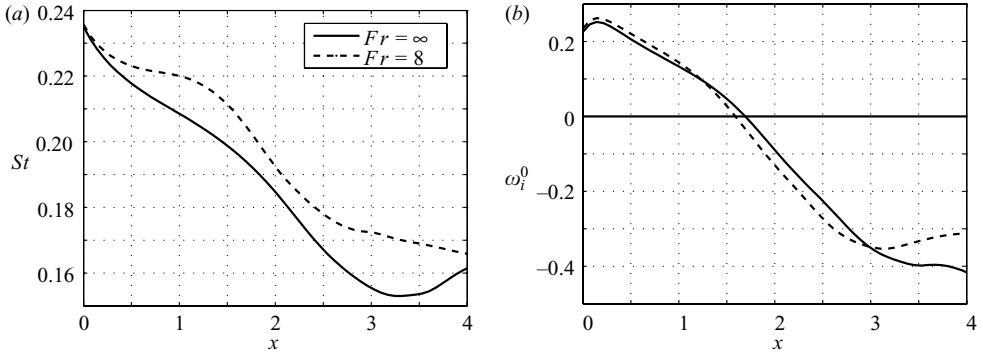 (a)
0.24
0.22
0.20
St
0.18
0.16
0 1 2 3 4
x
Fr = ∞
Fr = 8
(b)
0.2
0
ω_i^0
−0.2
−0.4
0 1 2 3 4
x